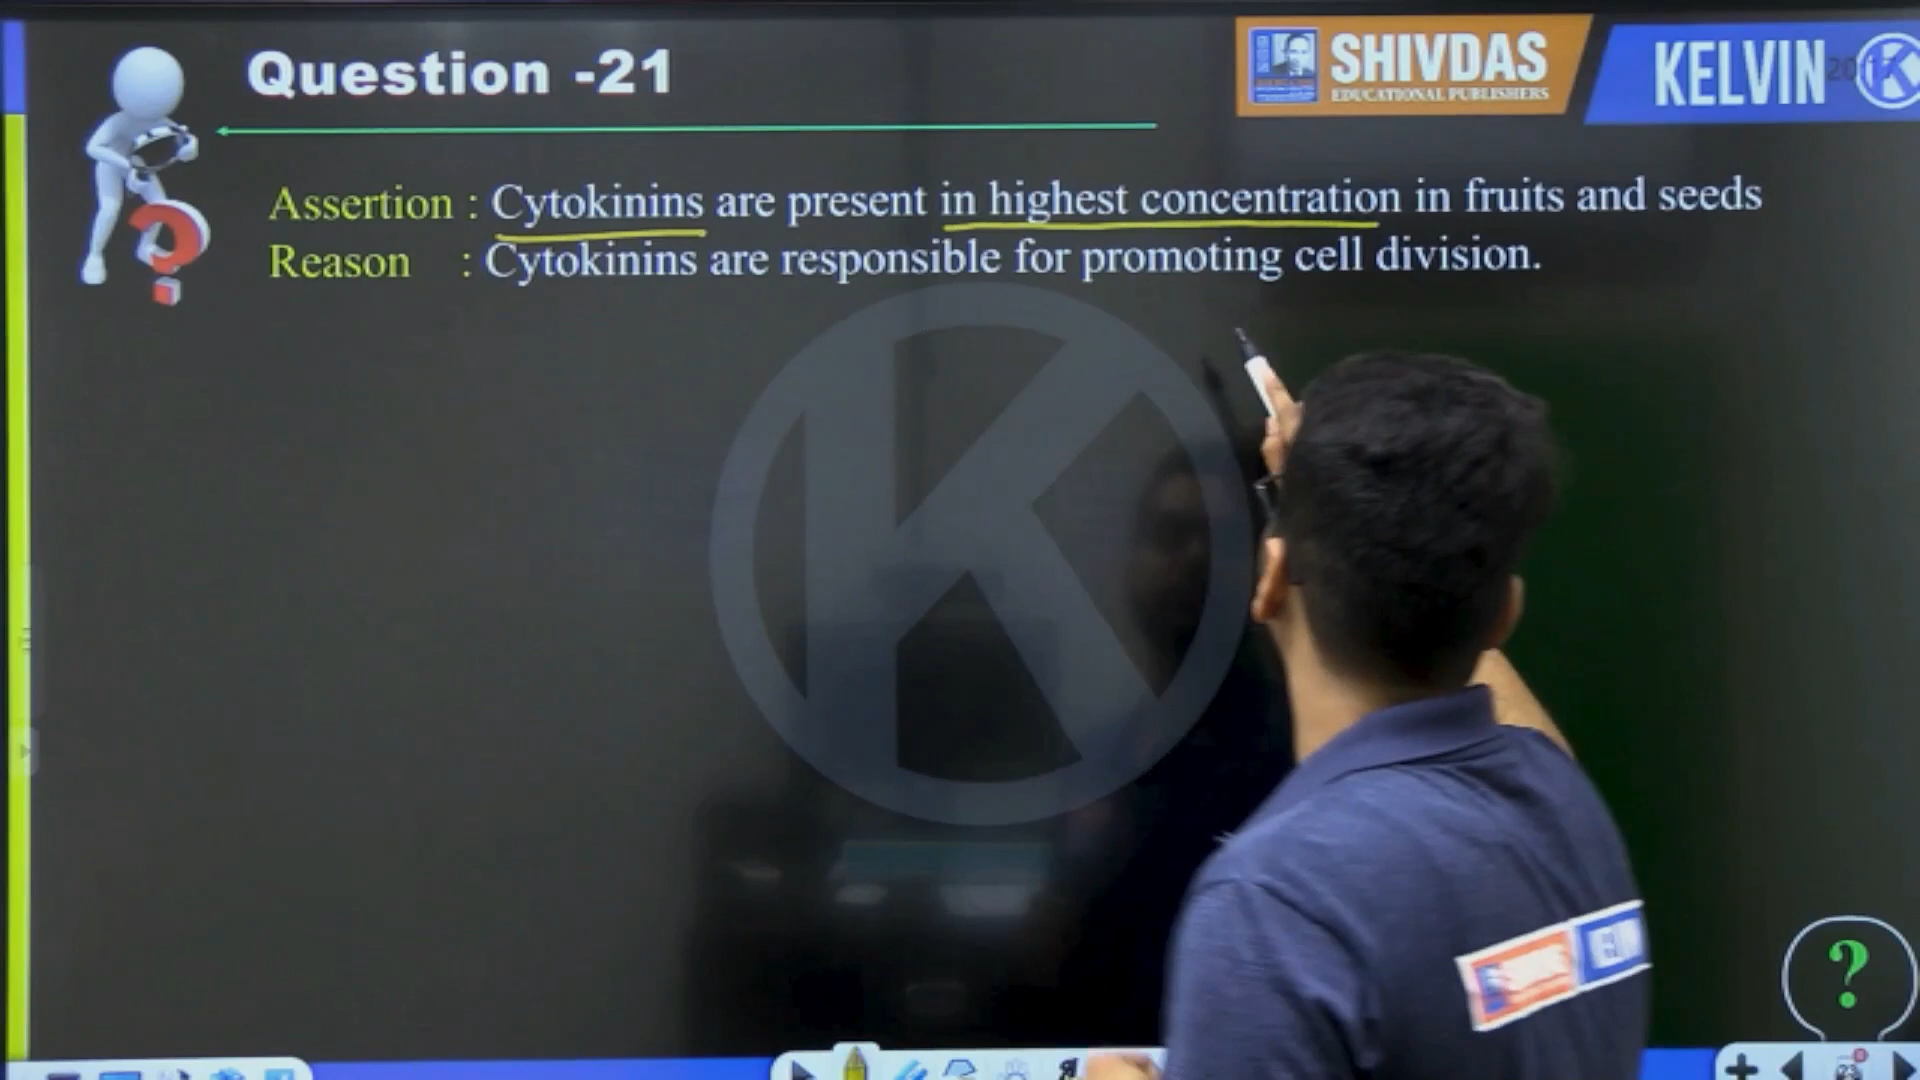 Question -21
SHIVDAS
EDUCATIONAL PUBLISHERS
KELVIN
Assertion : Cytokinins are present in highest concentration in fruits and seeds
Reason : Cytokinins are responsible for promoting cell division.